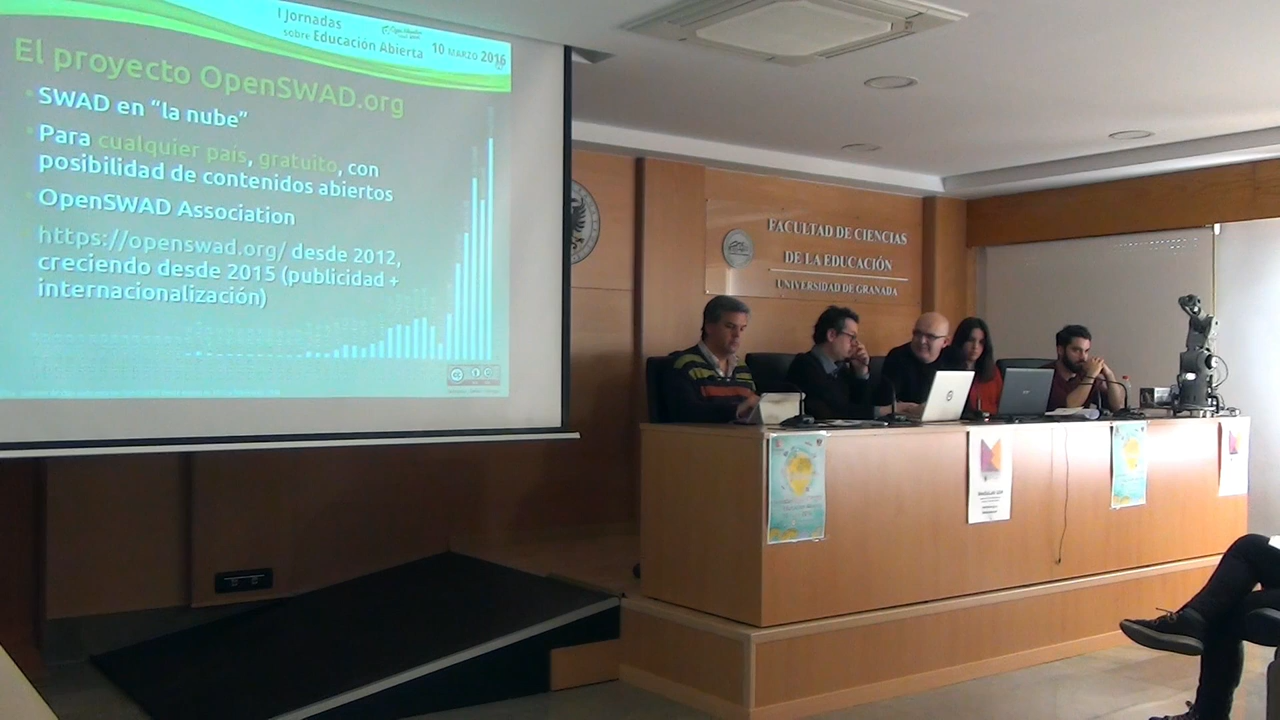 I Jornadas
sobre Educación Abierta
10 MARZO 2016
El proyecto OpenSWAD.org
SWAD en “la nube”
Para cualquier país, gratuito, con
posibilidad de contenidos abiertos
OpenSWAD Association
https://openswad.org/ desde 2012,
creciendo desde 2015 (publicidad +
internacionalización)
FACULTAD DE CIENCIAS
DE LA EDUCACIÓN
UNIVERSIDAD DE GRANADA